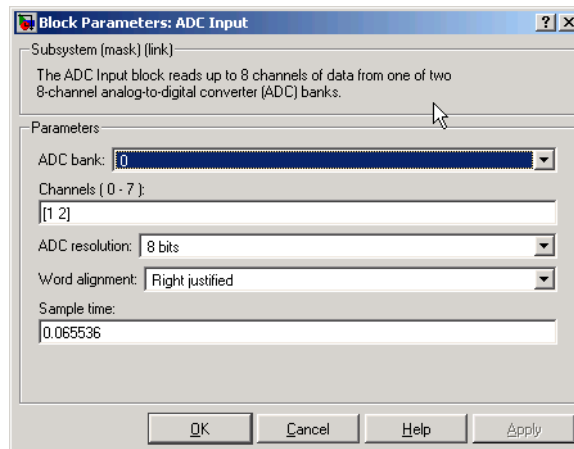 Block Parameters: ADC Input
Subsystem (mask) (link)
The ADC Input block reads up to 8 channels of data from one of two
8-channel analog-to-digital converter (ADC) banks.
Parameters
ADC bank: 0
Channels ( 0 - 7 ):
[1 2]
ADC resolution: 8 bits
Word alignment: Right justified
Sample time:
0.065536
OK Cancel Help Apply